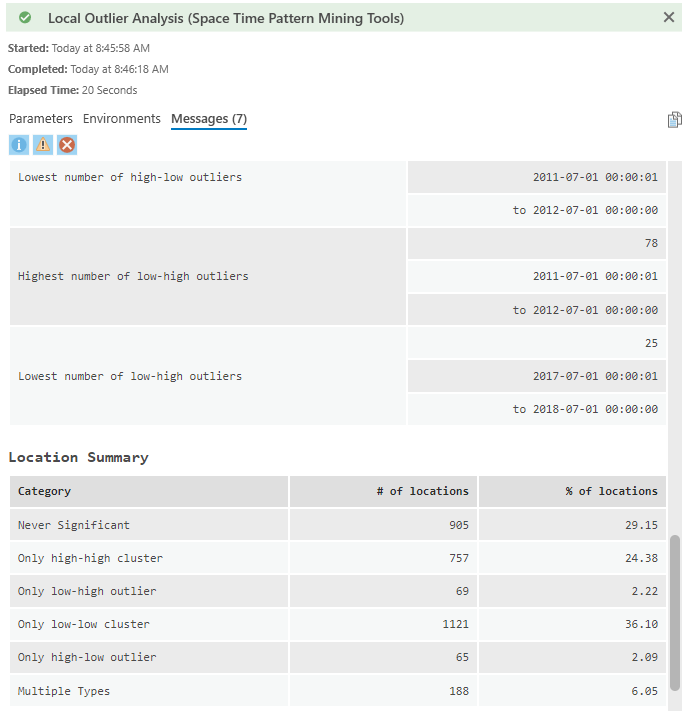 Local Outlier Analysis (Space Time Pattern Mining Tools)
Started: Today at 8:45:58 AM
Completed: Today at 8:46:18 AM
Elapsed Time: 20 Seconds
Parameters Environments Messages (7)
Lowest number of high-low outliers 2011-07-01 00:00:01
to 2012-07-01 00:00:00
78
Highest number of low-high outliers 2011-07-01 00:00:01
to 2012-07-01 00:00:00
25
Lowest number of low-high outliers 2017-07-01 00:00:01
to 2018-07-01 00:00:00
Location Summary
Category # of locations % of locations
Never Significant 905 29.15
Only high-high cluster 757 24.38
Only low-high outlier 69 2.22
Only low-low cluster 1121 36.10
Only high-low outlier 65 2.09
Multiple Types 188 6.05